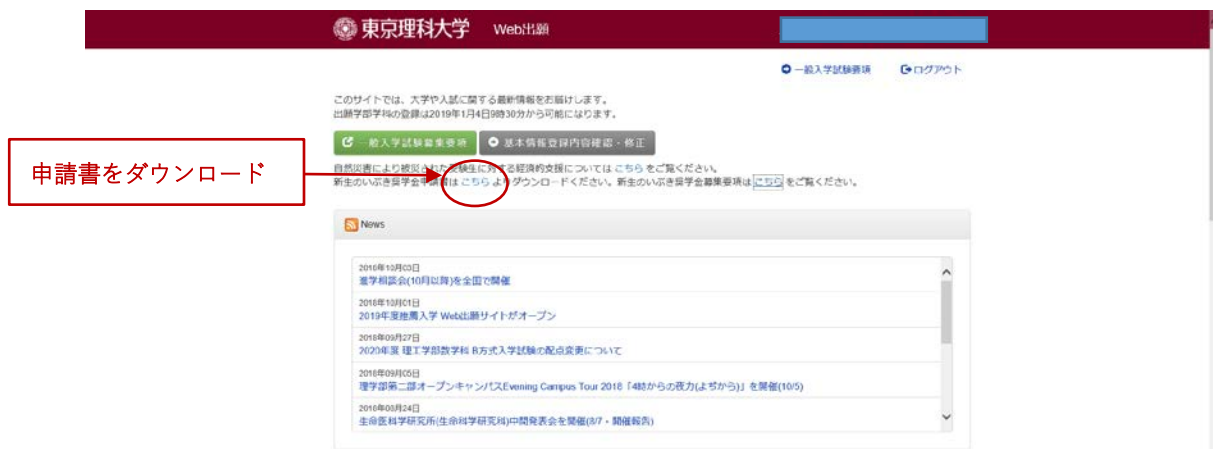 東京理科大学 Web出願
一般入学試験要項 ログアウト
このサイトでは、大学や入試に関する最新情報をお届けします。
出願学部学科の登録は2019年1月4日9時30分から可能になります。
一般入学試験募集要項 基本情報登録内容確認・修正
申請書をダウンロード
自然災害により被災された受験生に対する経済的支援については こちら をご覧ください。
新生のいぶき奨学会申請書は こちら よりダウンロードください。新生のいぶき奨学会募集要項は こちら をご覧ください。
News
2018年10月03日
進学相談会(10月以降)を全国で開催
2018年10月01日
2019年度推薦入学 Web出願サイトがオープン
2018年09月27日
2020年度 理工学部数学科 B方式入学試験の配点変更について
2018年09月05日
理学部第二部オープンキャンパスEvening Campus Tour 2018「4時からの夜力(よぢから)」を開催(10/5)
2018年08月24日
生命医科学研究所(生命科学研究科)中間発表会を開催(8/7・開催報告)